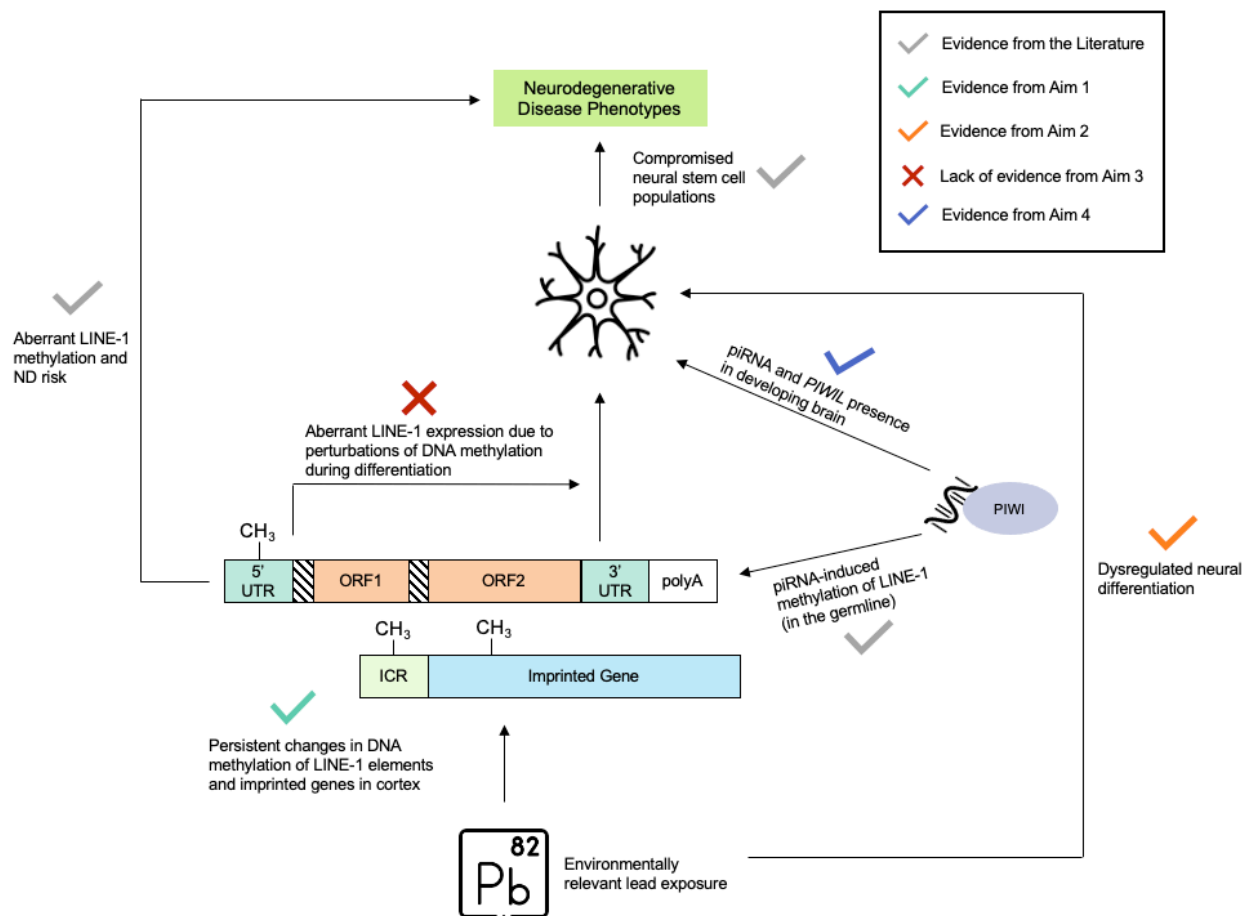 Evidence from the Literature
Evidence from Aim 1
Evidence from Aim 2
Lack of evidence from Aim 3
Evidence from Aim 4
Neurodegenerative
Disease Phenotypes
Compromised
neural stem cell
populations
Aberrant LINE-1
methylation and
ND risk
Aberrant LINE-1 expression due to
perturbations of DNA methylation
during differentiation
piRNA and PIWIL presence
in developing brain
PIWI
piRNA-induced
methylation of LINE-1
(in the germline)
Dysregulated neural
differentiation
CH3
5'
UTR
ORF1
ORF2
3'
UTR
polyA
CH3
CH3
ICR
Imprinted Gene
Persistent changes in DNA
methylation of LINE-1 elements
and imprinted genes in cortex
82
Pb
Environmentally
relevant lead exposure